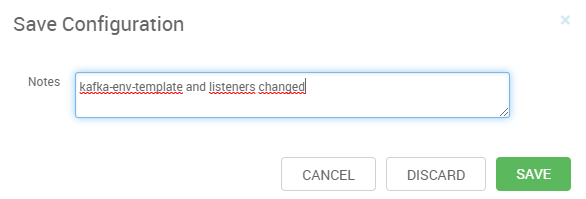 Save Configuration
×
Notes
kafka-env-template and listeners changed
CANCEL
DISCARD
SAVE